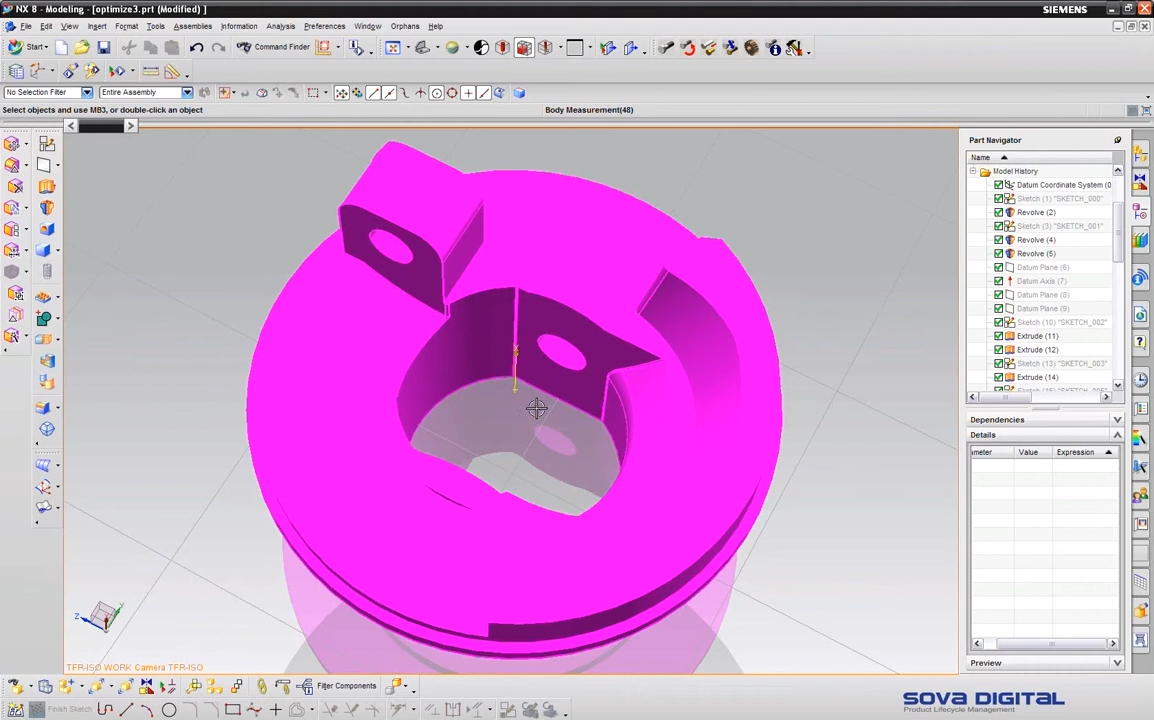 NX 8 - Modeling - [optimize3.prt (Modified) ]
SIEMENS
File Edit View Insert Format Tools Assemblies Information Analysis Preferences Window Orphans Help
Start
Command Finder
No Selection Filter
Entire Assembly
Select objects and use MB3, or double-click an object
Body Measurement(48)
Part Navigator
Name
Model History
Datum Coordinate System (0
Sketch (1) "SKETCH_000"
Revolve (2)
Sketch (3) "SKETCH_001"
Revolve (4)
Revolve (5)
Datum Plane (6)
Datum Axis (7)
Datum Plane (8)
Datum Plane (9)
Sketch (10) "SKETCH_002"
Extrude (11)
Extrude (12)
Sketch (13) "SKETCH_003"
Extrude (14)
Dependencies
Details
ameter Value Expression
Preview
TFR-ISO WORK Camera TFR-ISO
Filter Components
Finish Sketch
SOVA DIGITAL
Product Lifecycle Management